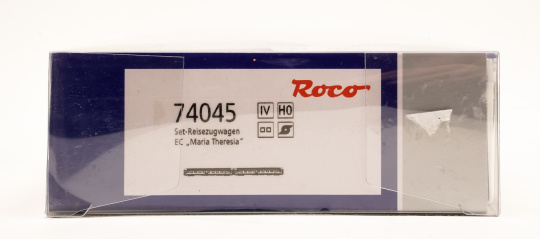 Roco
74045 IV H0
Set-Reisezugwagen
EC „Maria Theresia"